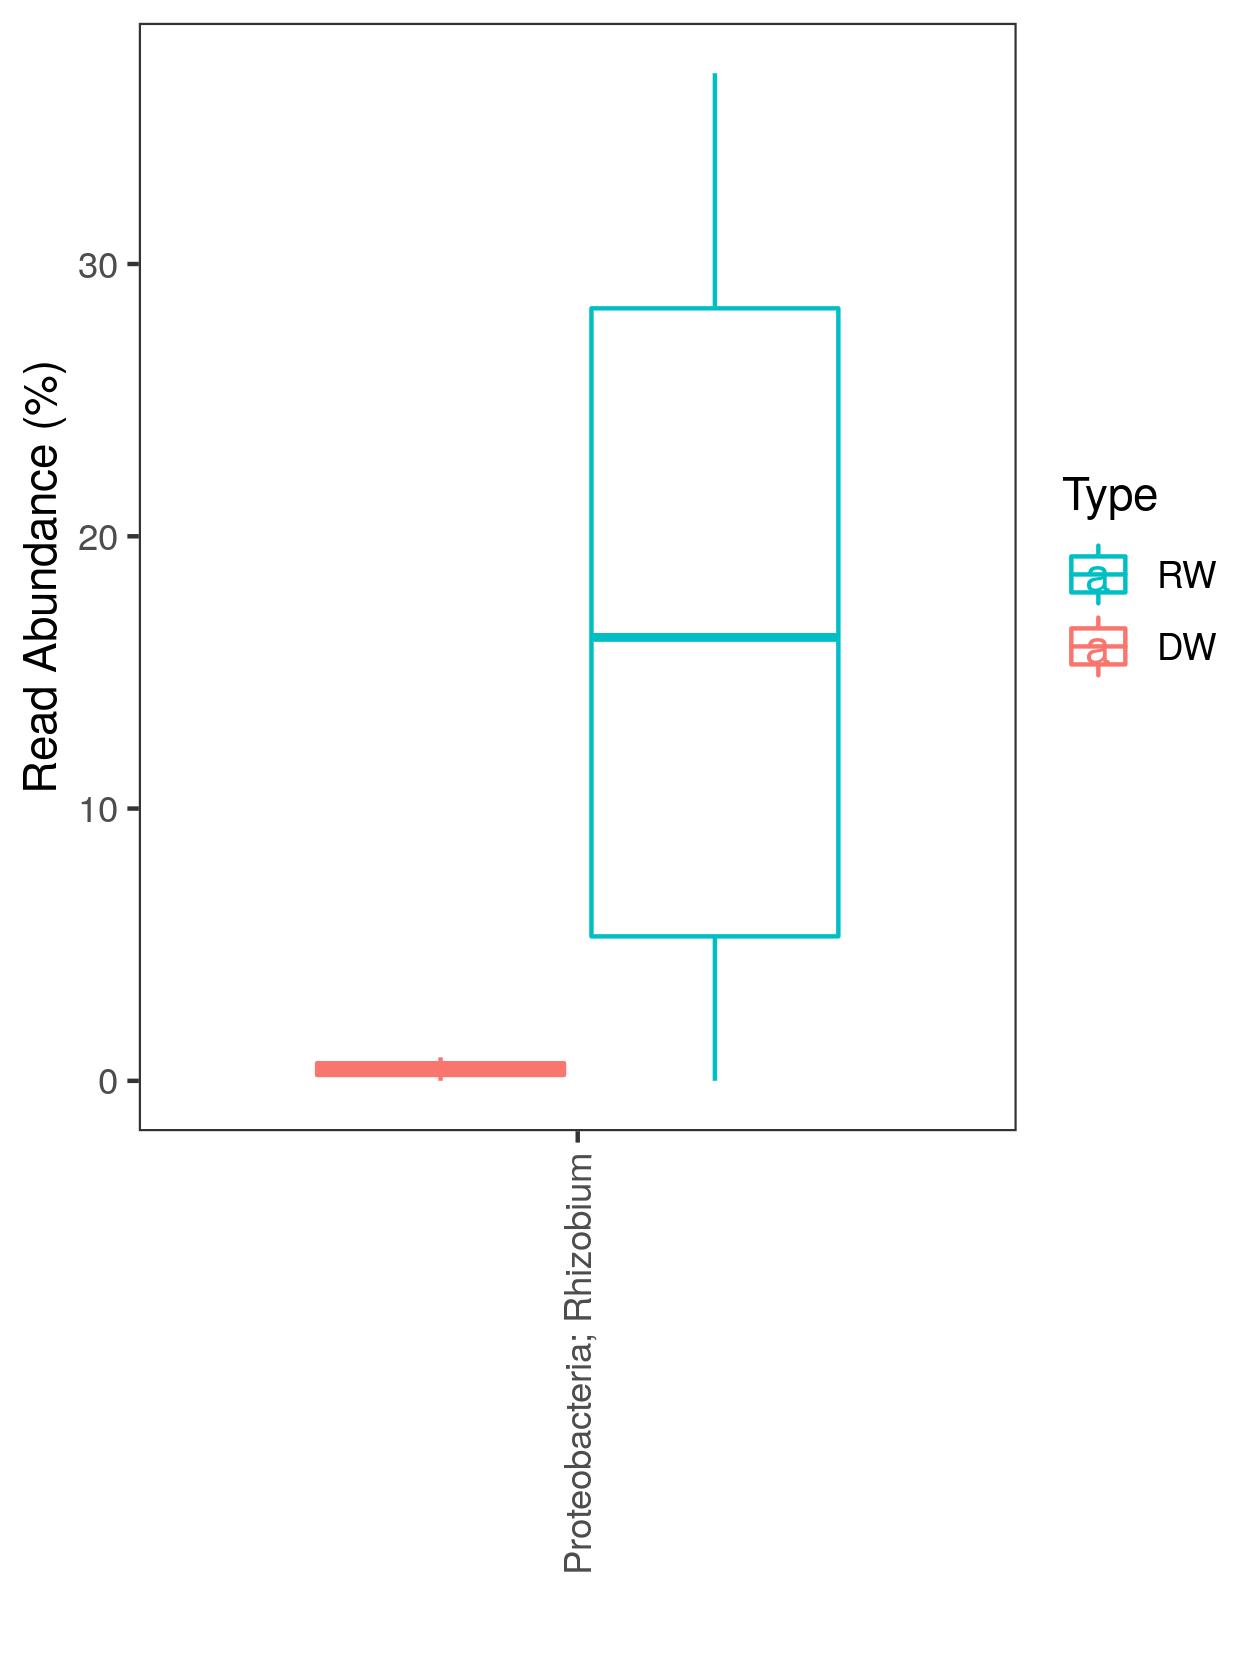 Read Abundance (%)
30
20
10
0
Proteobacteria; Rhizobium
Type
a RW
a DW